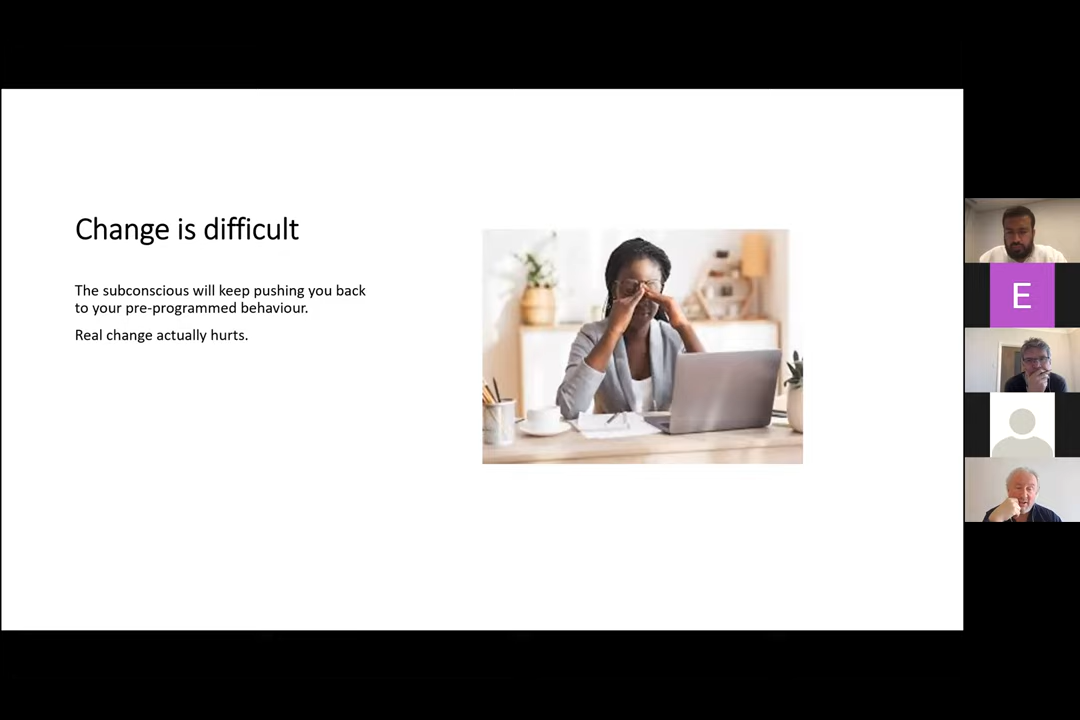 Change is difficult
The subconscious will keep pushing you back
to your pre-programmed behaviour.
Real change actually hurts.
E